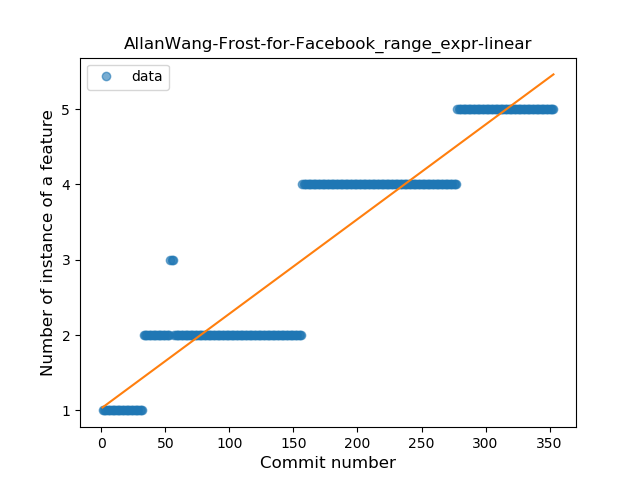 AllanWang-Frost-for-Facebook_range_expr-linear
data
Number of instance of a feature
5
4
3
2
1
0 50 100 150 200 250 300 350
Commit number